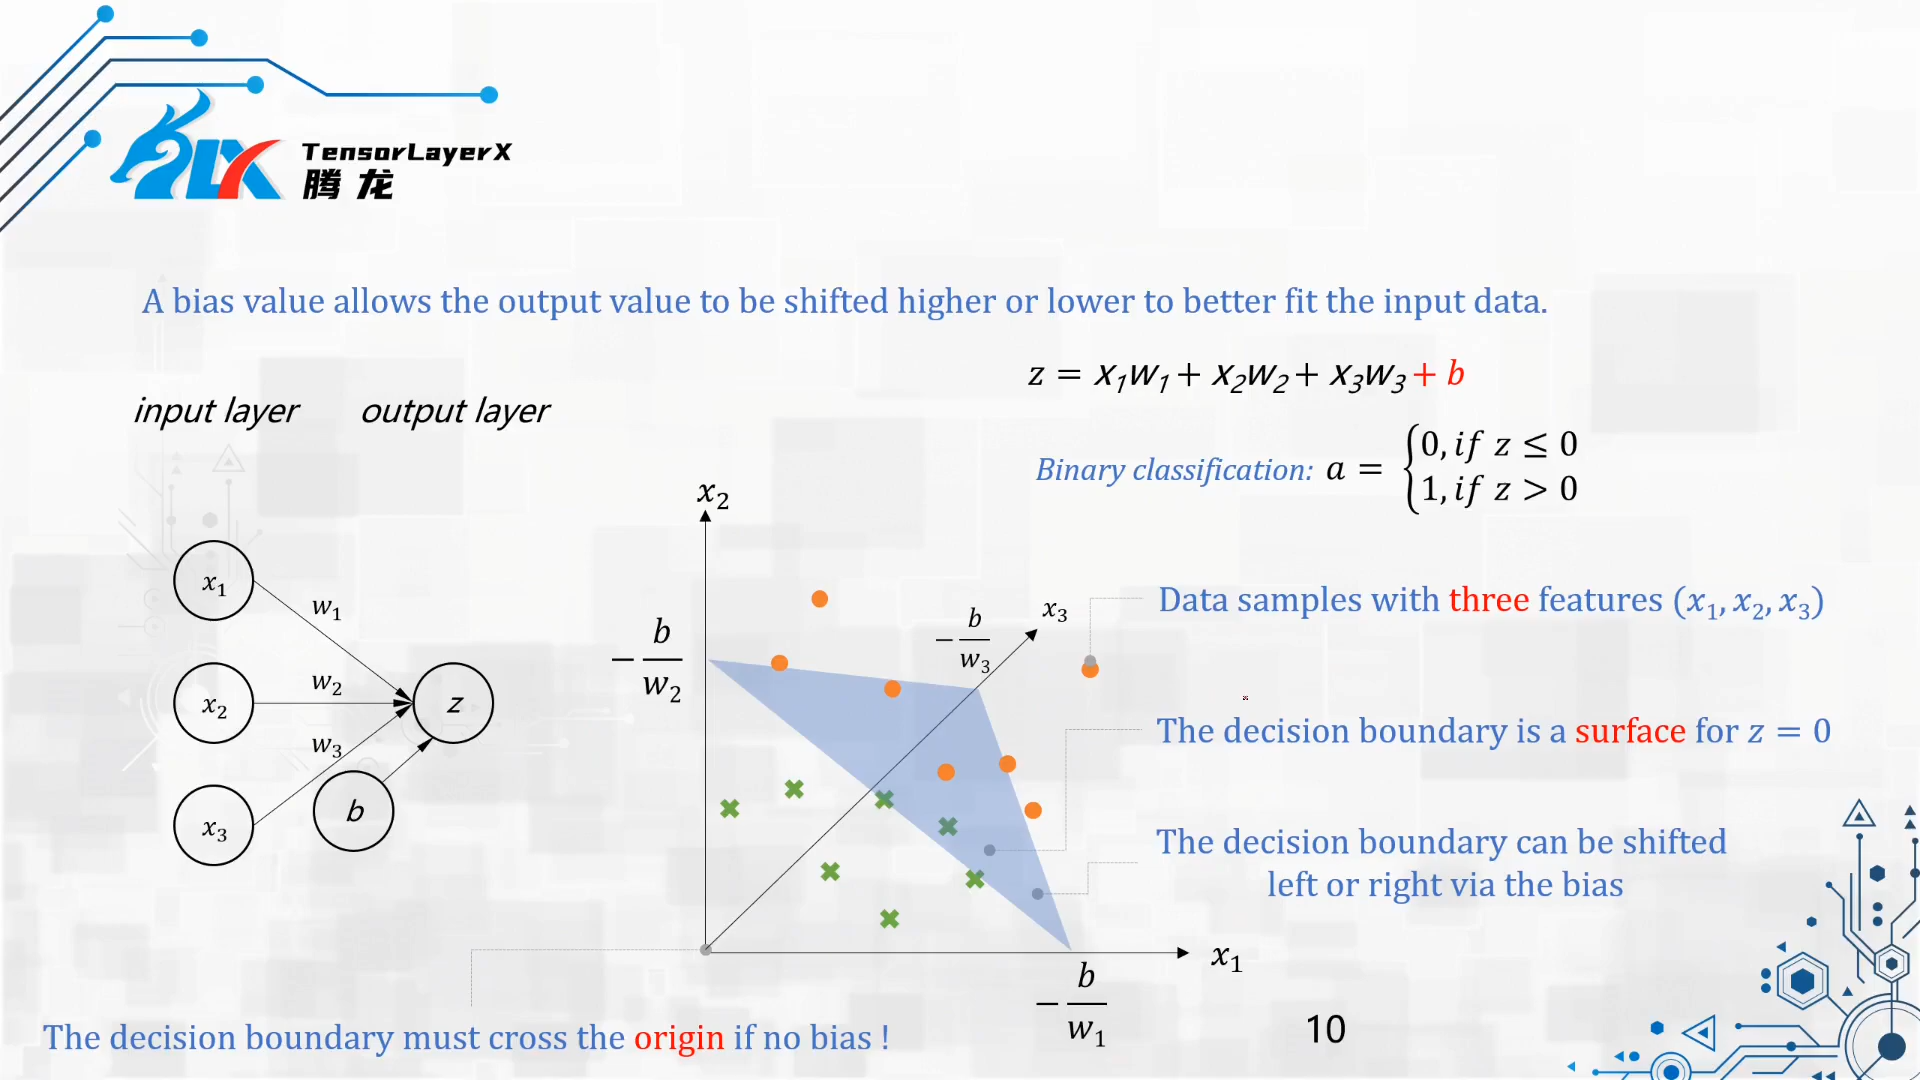 TensorLayerX
腾龙
A bias value allows the output value to be shifted higher or lower to better fit the input data.
z = x₁w₁ + x₂w₂ + x₃w₃ + b
input layer
output layer
Binary classification: a = {0, if z ≤ 0
1, if z > 0
x₂
x₁
w₁
x₂
w₂
z
w₃
x₃
b
− b/w₂
− b/w₃
x₃
Data samples with three features (x₁, x₂, x₃)
The decision boundary is a surface for z = 0
The decision boundary can be shifted
left or right via the bias
x₁
− b/w₁
The decision boundary must cross the origin if no bias !
10